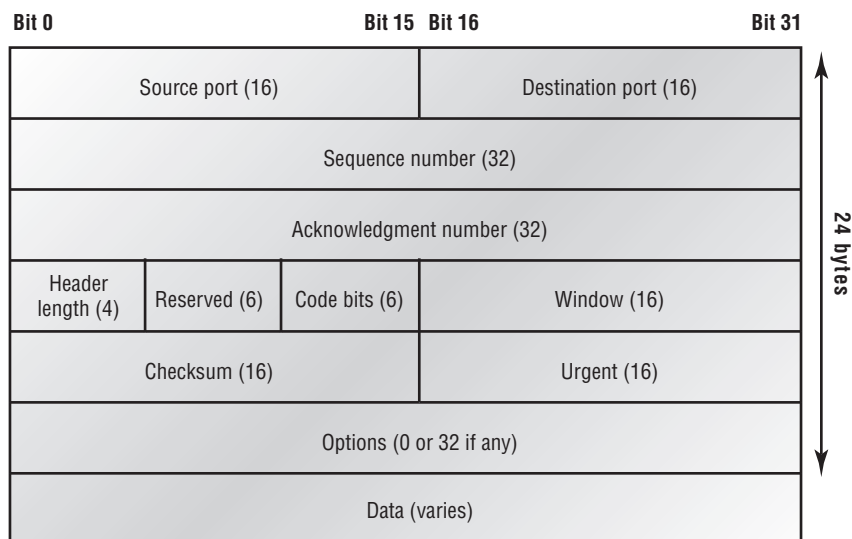 Bit 0 Bit 15 Bit 16 Bit 31
Source port (16) Destination port (16)
Sequence number (32)
Acknowledgment number (32)
Header
length (4) Reserved (6) Code bits (6) Window (16)
Checksum (16) Urgent (16)
Options (0 or 32 if any)
Data (varies)
24 bytes